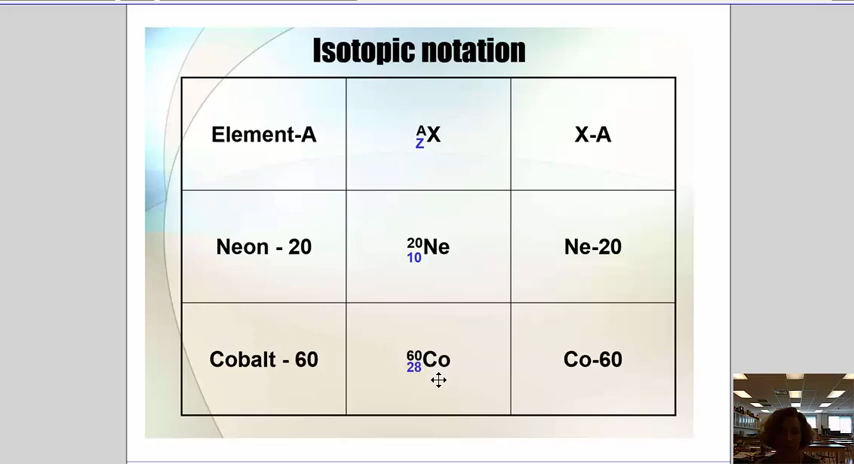 Isotopic notation
Element-A
A
Z
X
X-A
Neon - 20
20
10
Ne
Ne-20
Cobalt - 60
60
28
Co
Co-60